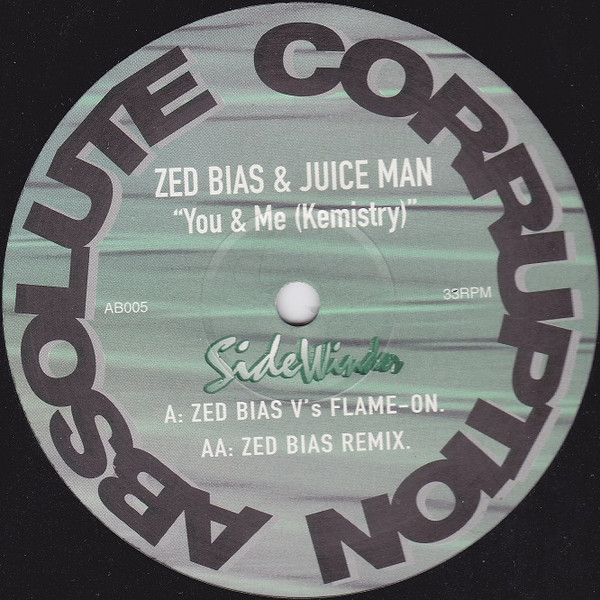 ABSOLUTE CORRUPTION
ZED BIAS & JUICE MAN
“You & Me (Kemistry)”
AB005
33RPM
SideWinder
A: ZED BIAS V's FLAME-ON.
AA: ZED BIAS REMIX.